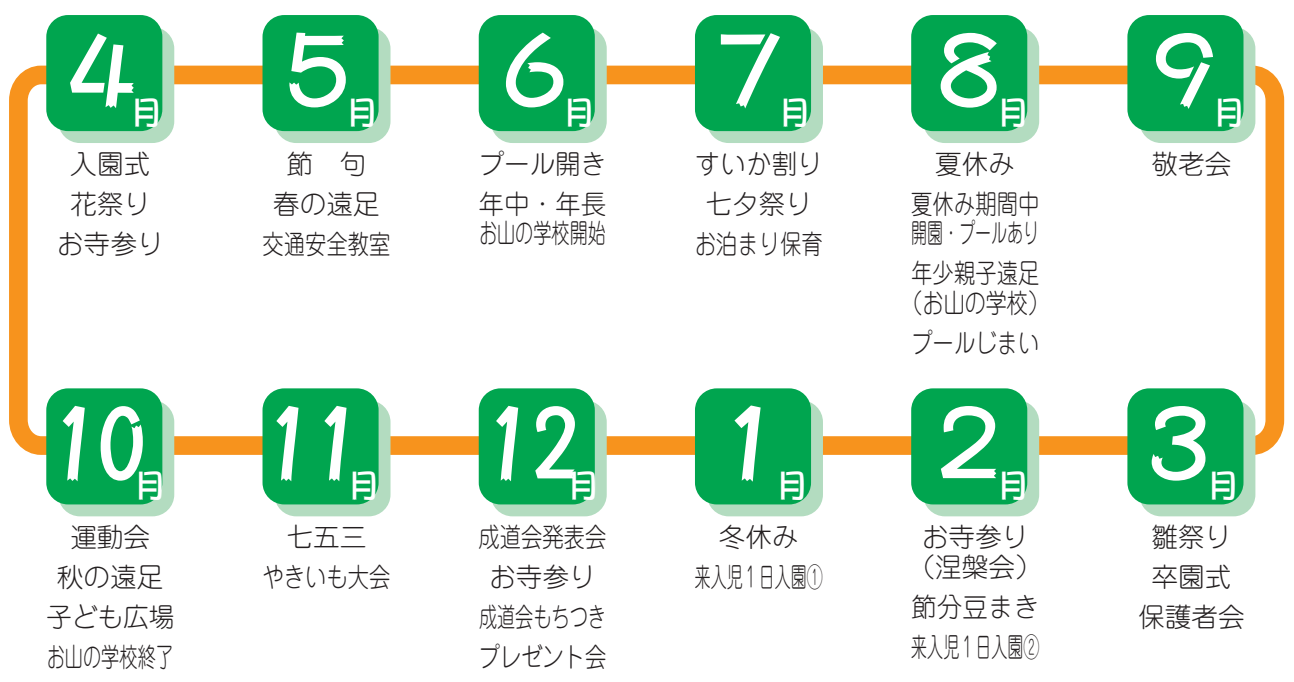 4月
入園式
花祭り
お寺参り
5月
節　句
春の遠足
交通安全教室
6月
プール開き
年中・年長
お山の学校開始
7月
すいか割り
七夕祭り
お泊まり保育
8月
夏休み
夏休み期間中
開園・プールあり
年少親子遠足
（お山の学校）
プールじまい
9月
敬老会
10月
運動会
秋の遠足
子ども広場
お山の学校終了
11月
七五三
やきいも大会
12月
成道会発表会
お寺参り
成道会もちつき
プレゼント会
1月
冬休み
来入児1日入園①
2月
お寺参り
（涅槃会）
節分豆まき
来入児1日入園②
3月
雛祭り
卒園式
保護者会